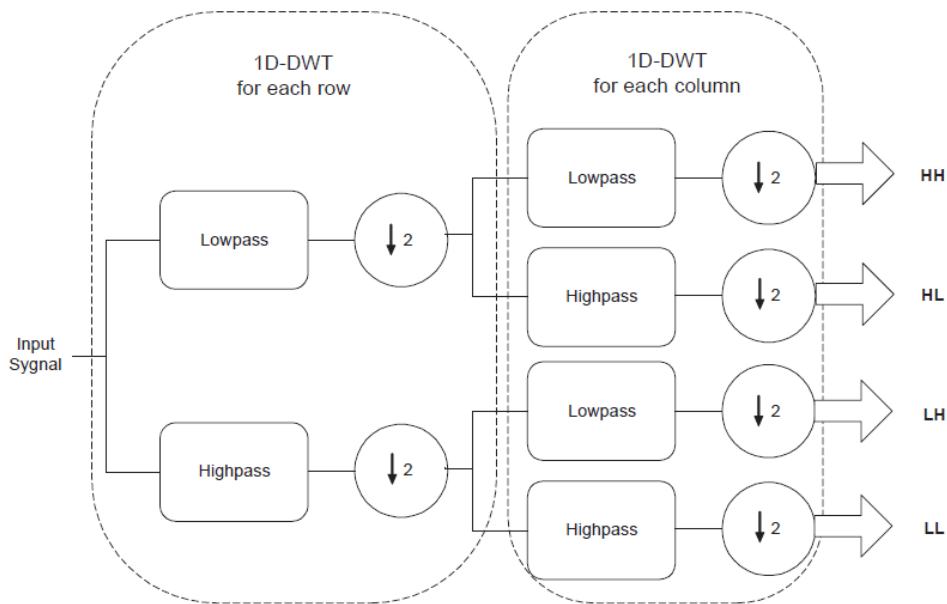 1D-DWT
for each row
1D-DWT
for each column
Lowpass
↓ 2
Lowpass
↓ 2
HH
Highpass
↓ 2
HL
Input
Sygnal
Highpass
↓ 2
Lowpass
↓ 2
LH
Highpass
↓ 2
LL